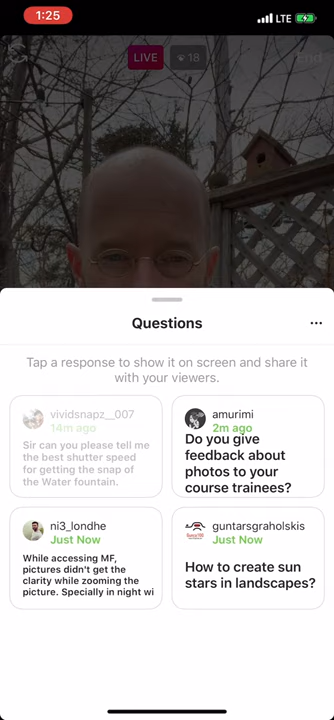 1:25
LTE
LIVE
18
End
Questions
Tap a response to show it on screen and share it
with your viewers.
vividsnapz__007
14m ago
Sir can you please tell me
the best shutter speed
for getting the snap of
the Water fountain.
amurimi
2m ago
Do you give
feedback about
photos to your
course trainees?
ni3_londhe
Just Now
While accessing MF,
pictures didn't get the
clarity while zooming the
picture. Specially in night wi
guntarsgraholskis
Just Now
How to create sun
stars in landscapes?